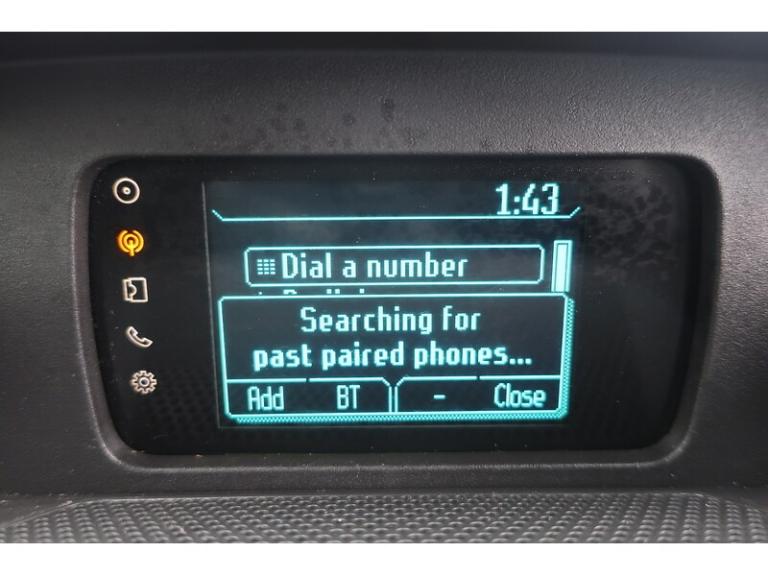 1:43
Dial a number
Searching for
past paired phones...
Add BT - Close